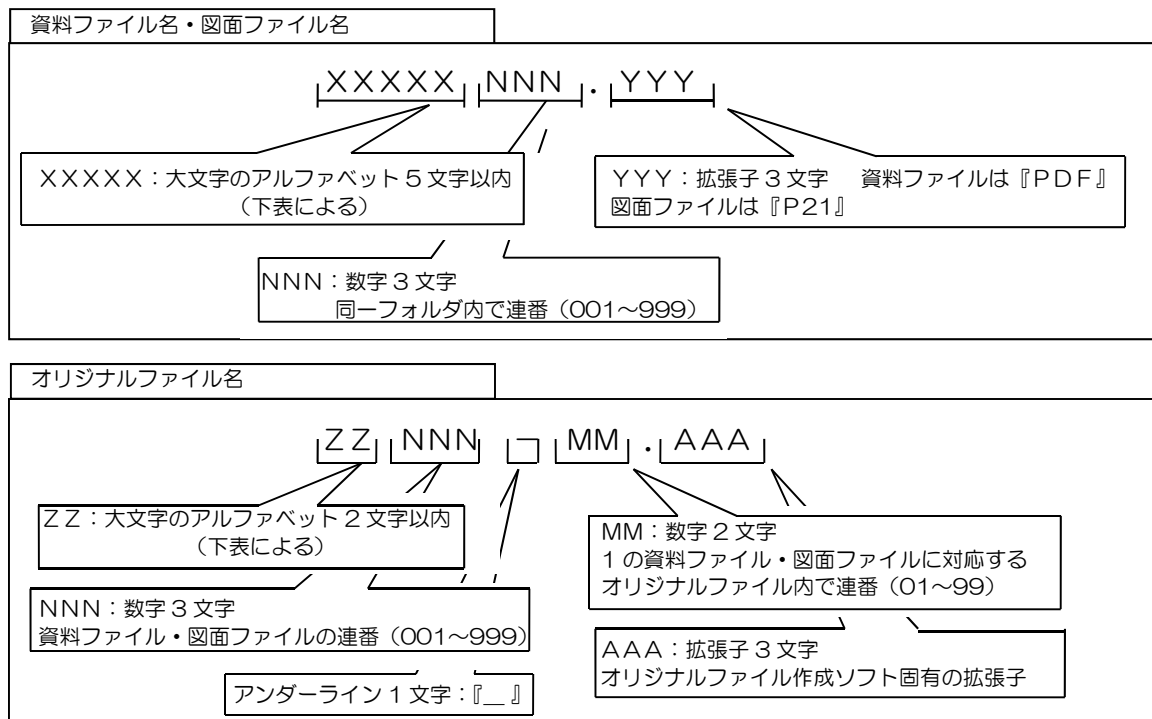 資料ファイル名・図面ファイル名
ＸＸＸＸＸ ＮＮＮ．ＹＹＹ
ＸＸＸＸＸ：大文字のアルファベット５文字以内
（下表による）
ＹＹＹ：拡張子３文字　資料ファイルは『ＰＤＦ』
図面ファイルは『Ｐ21』
ＮＮＮ：数字３文字
同一フォルダ内で連番（001～999）
オリジナルファイル名
ＺＺ ＮＮＮ ＿ ＭＭ．ＡＡＡ
ＺＺ：大文字のアルファベット２文字以内
（下表による）
ＭＭ：数字２文字
１の資料ファイル・図面ファイルに対応する
オリジナルファイル内で連番（01～99）
ＮＮＮ：数字３文字
資料ファイル・図面ファイルの連番（001～999）
ＡＡＡ：拡張子３文字
オリジナルファイル作成ソフト固有の拡張子
アンダーライン１文字：『＿』